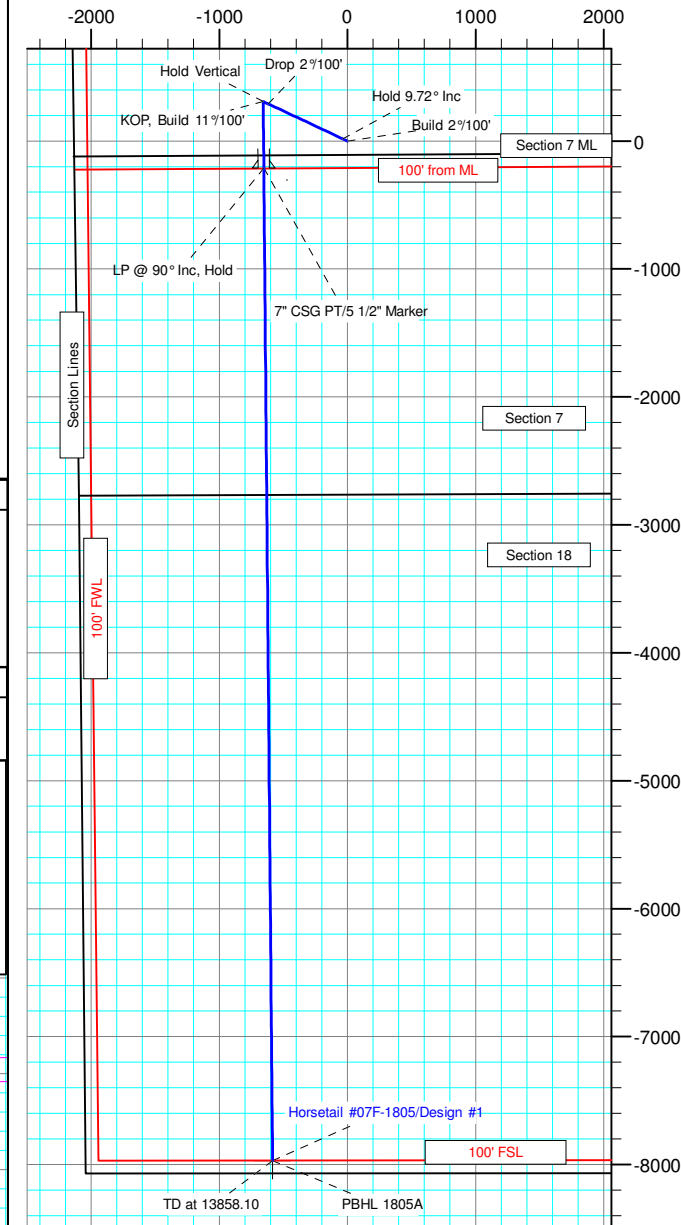 -2000 -1000 0 1000 2000
Drop 2°/100'
Hold Vertical
Hold 9.72° Inc
KOP, Build 11°/100'
Build 2°/100'
0
Section 7 ML
100' from ML
LP @ 90° Inc, Hold
-1000
7" CSG PT/5 1/2" Marker
Section Lines
-2000
Section 7
-3000
Section 18
100' FWL
-4000
-5000
-6000
-7000
Horsetail #07F-1805/Design #1
100' FSL
-8000
TD at 13858.10
PBHL 1805A